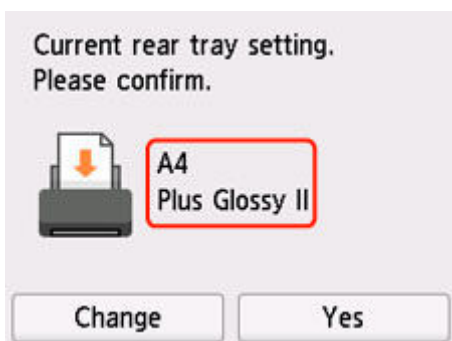 Current rear tray setting.
Please confirm.
A4
Plus Glossy II
Change
Yes